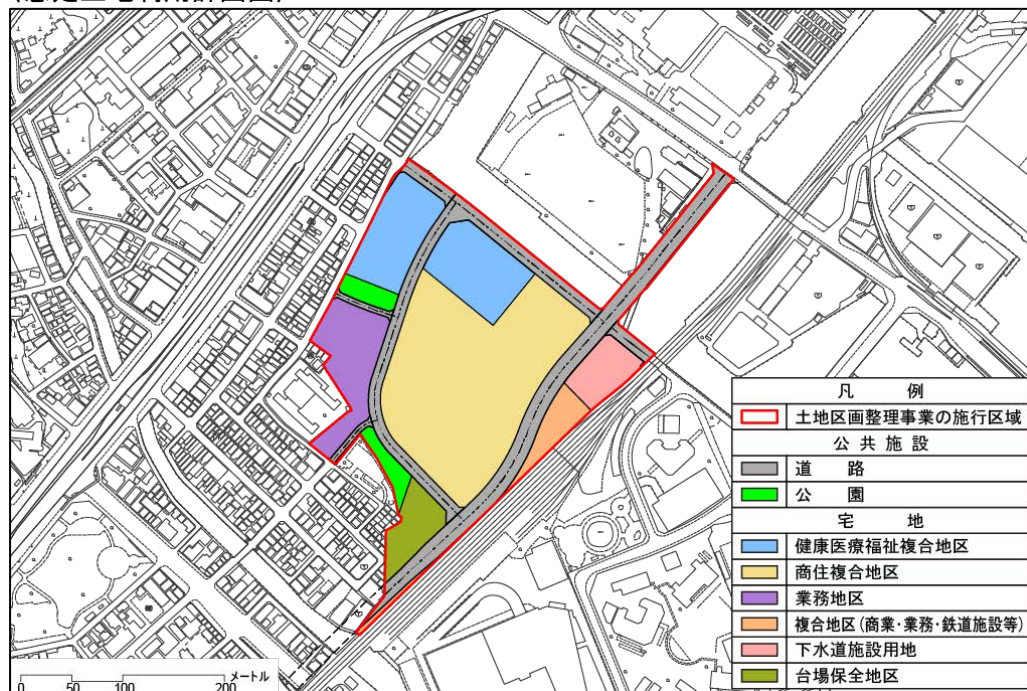 凡　例
土地区画整理事業の施行区域
公共施設
道　路
公　園
宅　地
健康医療福祉複合地区
商住複合地区
業務地区
複合地区(商業・業務・鉄道施設等)
下水道施設用地
台場保全地区
メートル
0 50 100 200